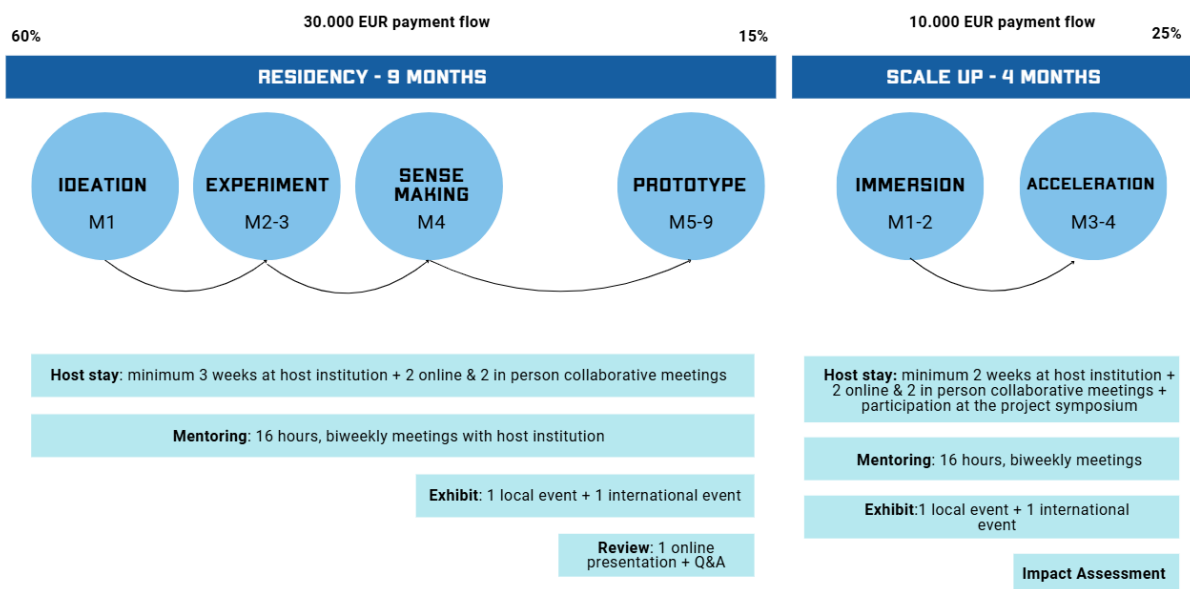 30.000 EUR payment flow
60%
15%
RESIDENCY - 9 MONTHS
IDEATION
M1
EXPERIMENT
M2-3
SENSE
MAKING
M4
PROTOTYPE
M5-9
Host stay: minimum 3 weeks at host institution + 2 online & 2 in person collaborative meetings
Mentoring: 16 hours, biweekly meetings with host institution
Exhibit: 1 local event + 1 international event
Review: 1 online
presentation + Q&A
10.000 EUR payment flow
25%
SCALE UP - 4 MONTHS
IMMERSION
M1-2
ACCELERATION
M3-4
Host stay: minimum 2 weeks at host institution +
2 online & 2 in person collaborative meetings +
participation at the project symposium
Mentoring: 16 hours, biweekly meetings
Exhibit:1 local event + 1 international
event
Impact Assessment